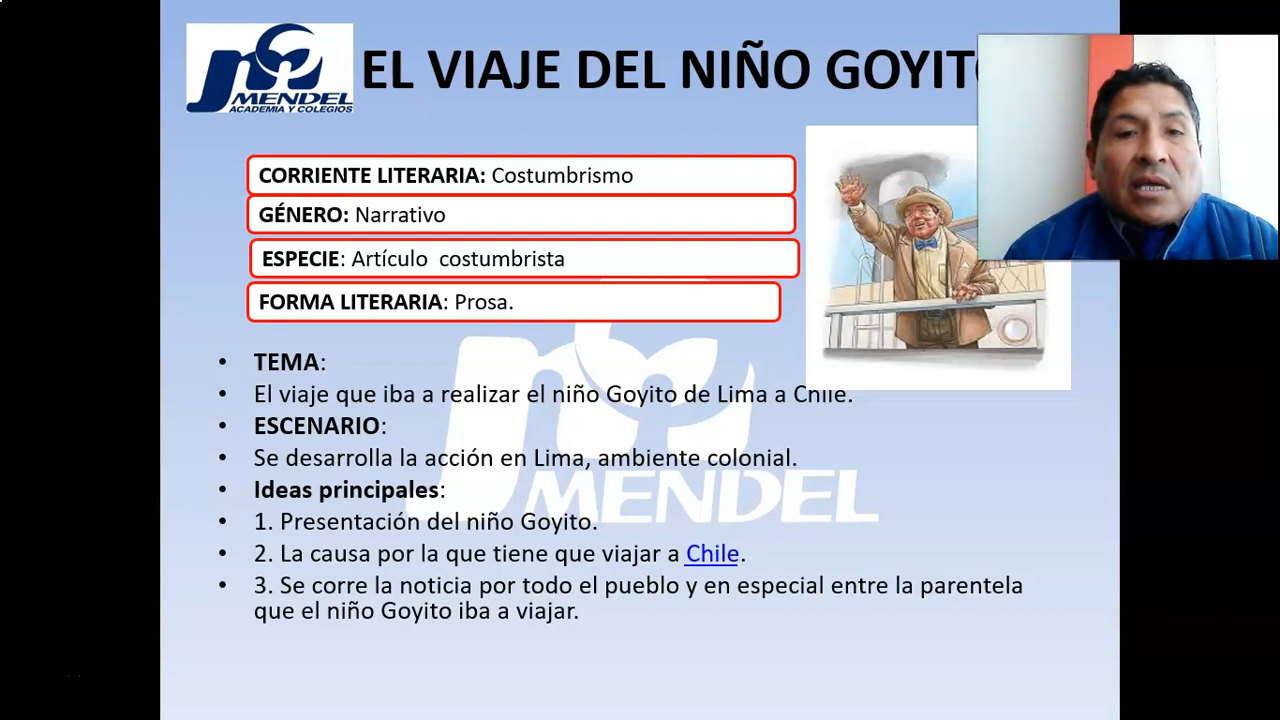 MENDEL
ACADEMIA Y COLEGIOS
EL VIAJE DEL NIÑO GOYITO
CORRIENTE LITERARIA: Costumbrismo
GÉNERO: Narrativo
ESPECIE: Artículo costumbrista
FORMA LITERARIA: Prosa.
• TEMA:
• El viaje que iba a realizar el niño Goyito de Lima a Chile.
• ESCENARIO:
• Se desarrolla la acción en Lima, ambiente colonial.
• Ideas principales:
MENDEL
• 1. Presentación del niño Goyito.
• 2. La causa por la que tiene que viajar a Chile.
• 3. Se corre la noticia por todo el pueblo y en especial entre la parentela
que el niño Goyito iba a viajar.